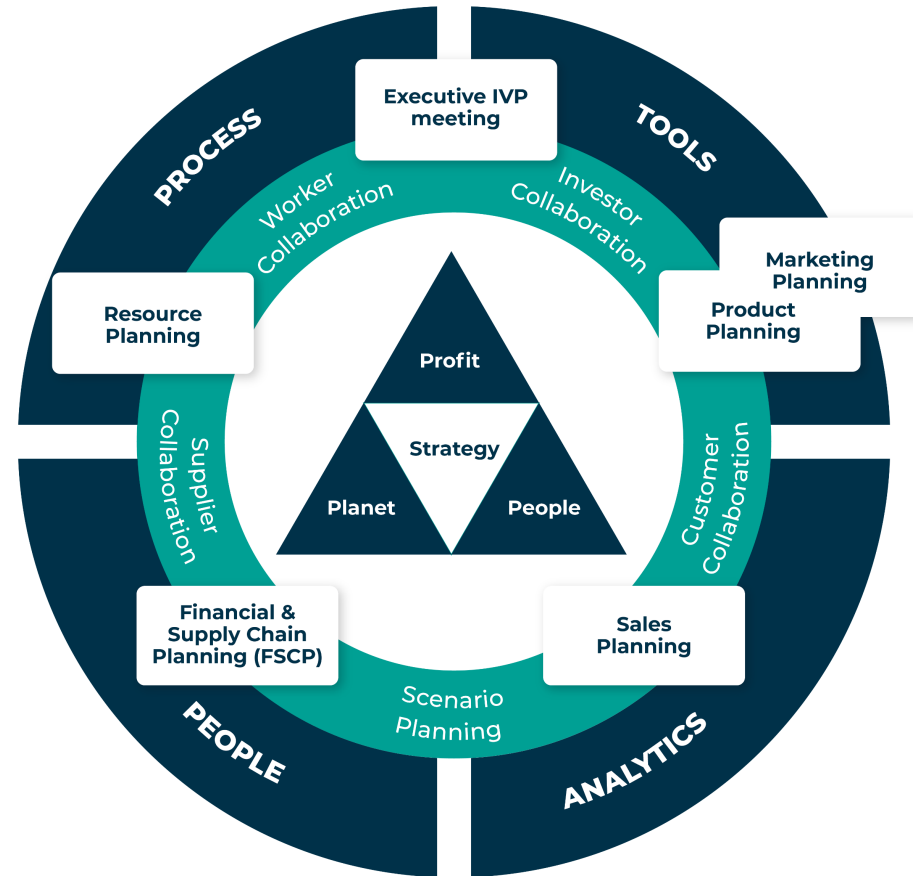 Executive IVP
meeting
PROCESS
TOOLS
Worker
Collaboration
Investor
Collaboration
Marketing
Planning
Resource
Planning
Product
Planning
Profit
Strategy
Planet
People
Supplier
Collaboration
Customer
Collaboration
Financial &
Supply Chain
Planning (FSCP)
Sales
Planning
Scenario
Planning
PEOPLE
ANALYTICS